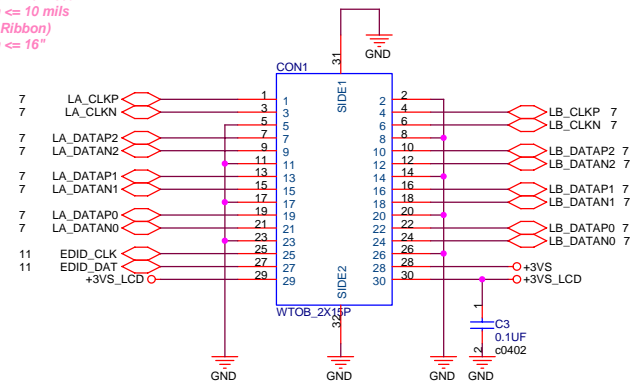 <= 10 mils
Ribbon)
<= 16"
31
GND
CON1
SIDE1
7 LA_CLKP 1 1 2 2
7 LA_CLKN 3 3 4 4 LB_CLKP 7
5 5 6 6 LB_CLKN 7
7 LA_DATAP2 7 7 8 8
7 LA_DATAN2 9 9 10 10 LB_DATAP2 7
11 11 12 12 LB_DATAN2 7
7 LA_DATAP1 13 13 14 14
7 LA_DATAN1 15 15 16 16 LB_DATAP1 7
17 17 18 18 LB_DATAN1 7
7 LA_DATAP0 19 19 20 20
7 LA_DATAN0 21 21 22 22 LB_DATAP0 7
23 23 24 24 LB_DATAN0 7
11 EDID_CLK 25 25 26 26
11 EDID_DAT 27 27 28 28 +3VS
+3VS_LCD 29 29 30 30 +3VS_LCD
SIDE2
WTOB_2X15P
32
1
C3
0.1UF
2 c0402
GND GND GND GND